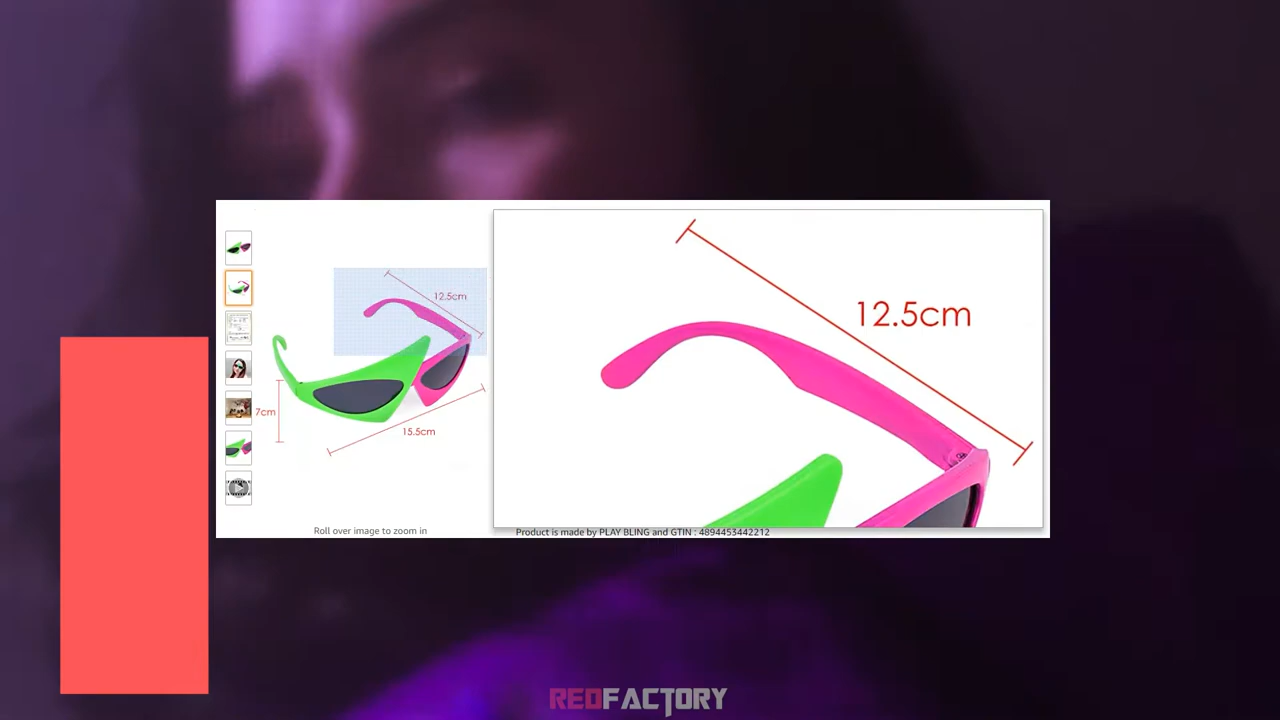 12.5cm
12.5cm
7cm
15.5cm
Roll over image to zoom in
Product is made by PLAY BLING and GTIN : 4894453442212
REDFACTORY